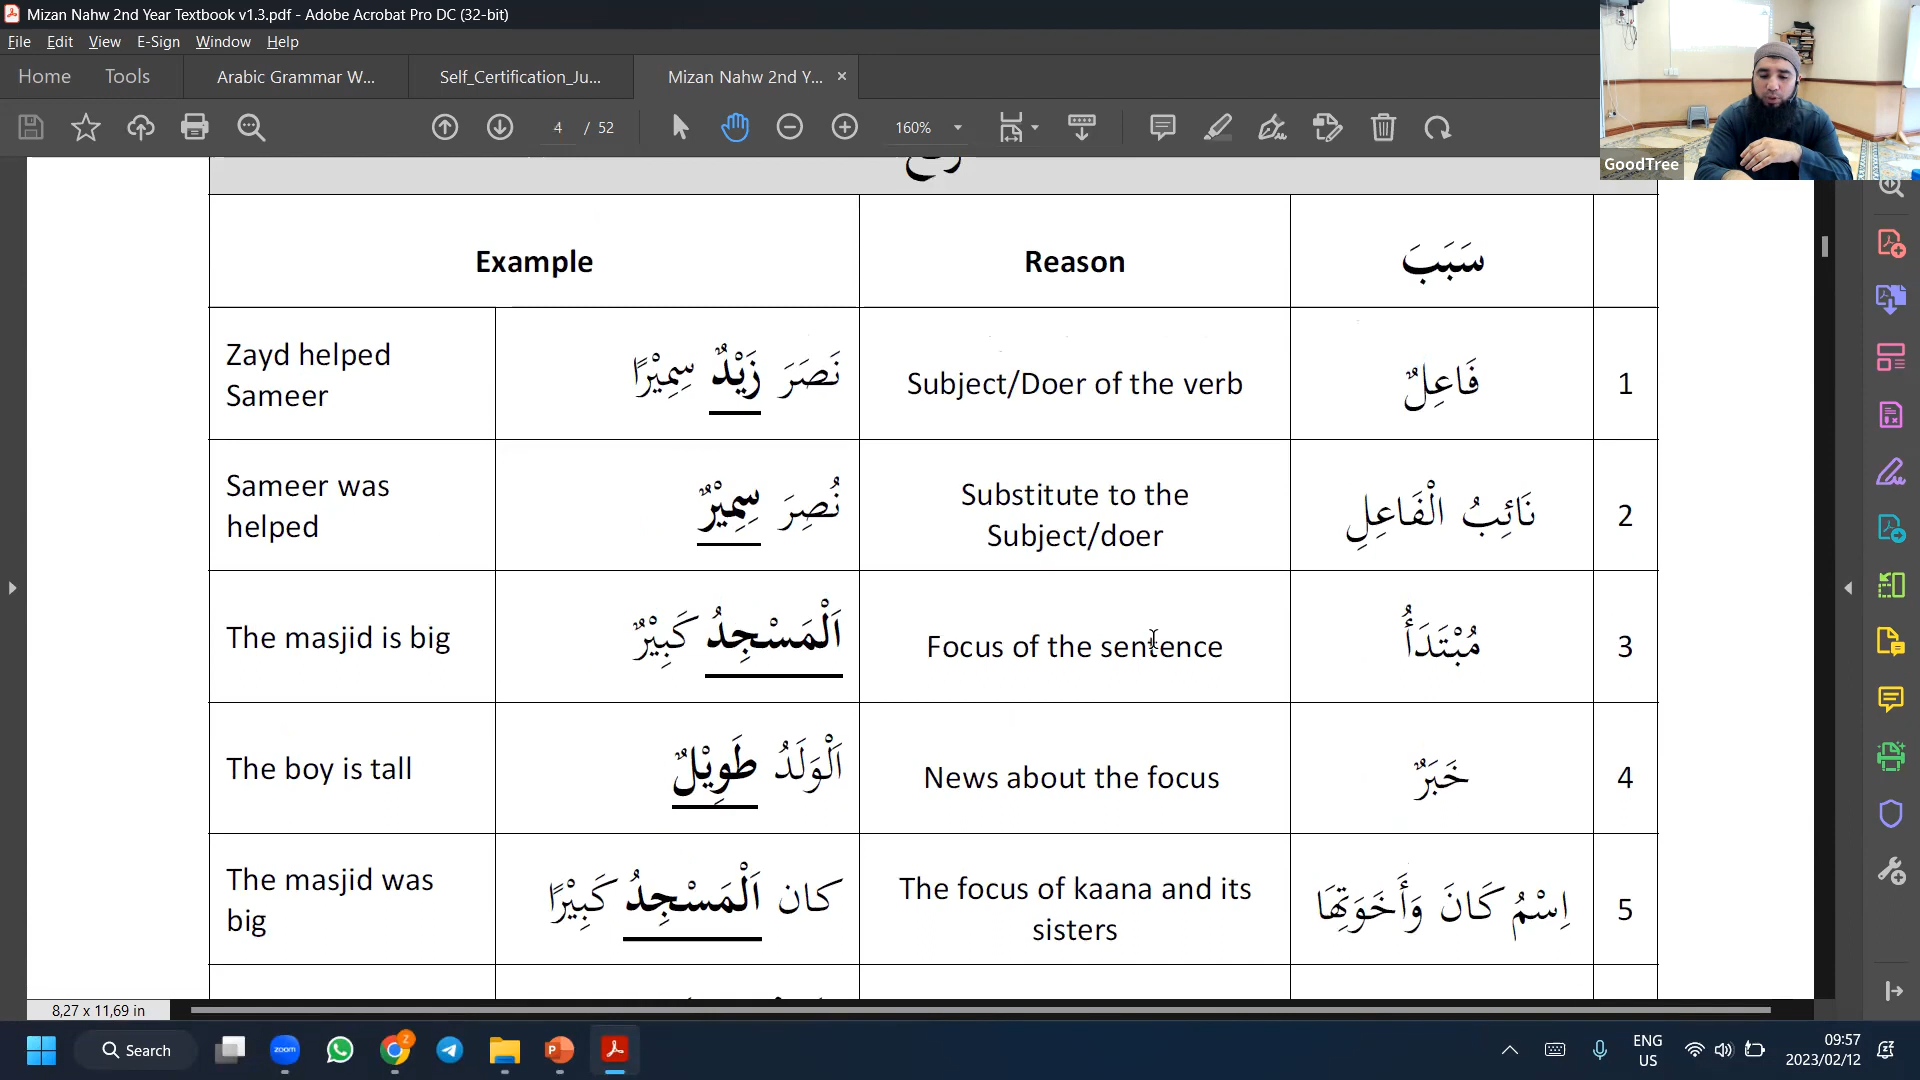 Mizan Nahw 2nd Year Textbook v1.3.pdf - Adobe Acrobat Pro DC (32-bit)
File Edit View E-Sign Window Help
Home Tools Arabic Grammar W... Self_Certification_Ju... Mizan Nahw 2nd Y... ×
4 / 52 160%
GoodTree
Example Reason سَبَبَ
Zayd helped
Sameer
نَصَرَ زَيْدٌ سِمِيْرًا
Subject/Doer of the verb
فَاعِلٌ
1
Sameer was
helped
نُصِرَ سِمِيْرٌ
Substitute to the
Subject/doer
نَائِبُ الْفَاعِلِ
2
The masjid is big
اَلْمَسْجِدُ كَبِيْرٌ
Focus of the sentence
مُبْتَدَأُ
3
The boy is tall
اَلْوَلَدُ طَوِيْلٌ
News about the focus
خَبَرٌ
4
The masjid was
big
كان اَلْمَسْجِدُ كَبِيْرًا
The focus of kaana and its
sisters
اِسْمُ كَانَ وَأَخَوَتِهَا
5
8,27 x 11,69 in
Search
zoom
ENG
US
09:57
2023/02/12